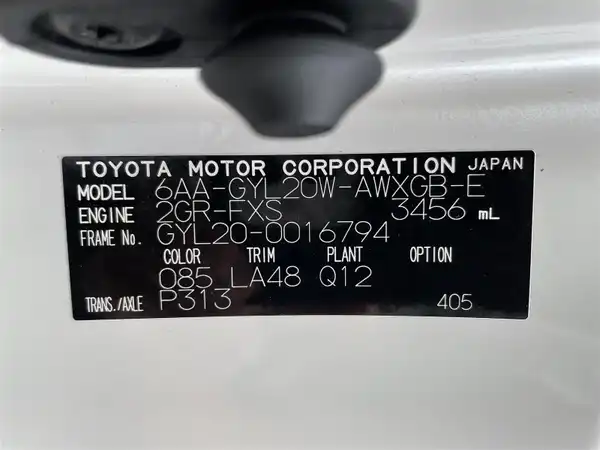 TOYOTA MOTOR CORPORATION JAPAN
MODEL 6AA-GYL20W-AWXGB-E
ENGINE 2GR-FXS 3456 mL
FRAME No. GYL20-0016794
COLOR TRIM PLANT OPTION
085 LA48 Q12
TRANS./AXLE P313 405